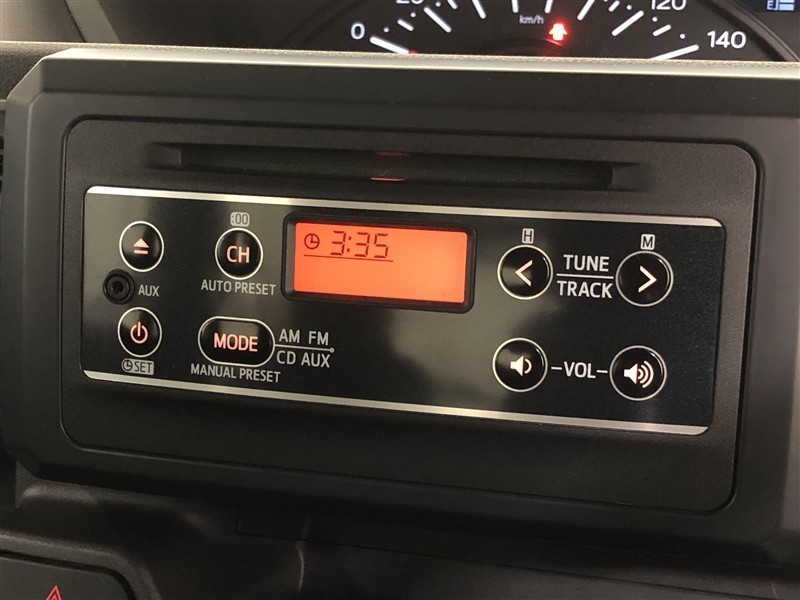 0 20 km/h 120 140
E
:00 H M
CH 3:35 TUNE
AUX AUTO PRESET TRACK
MODE AM FM
CD AUX -VOL-
SET MANUAL PRESET